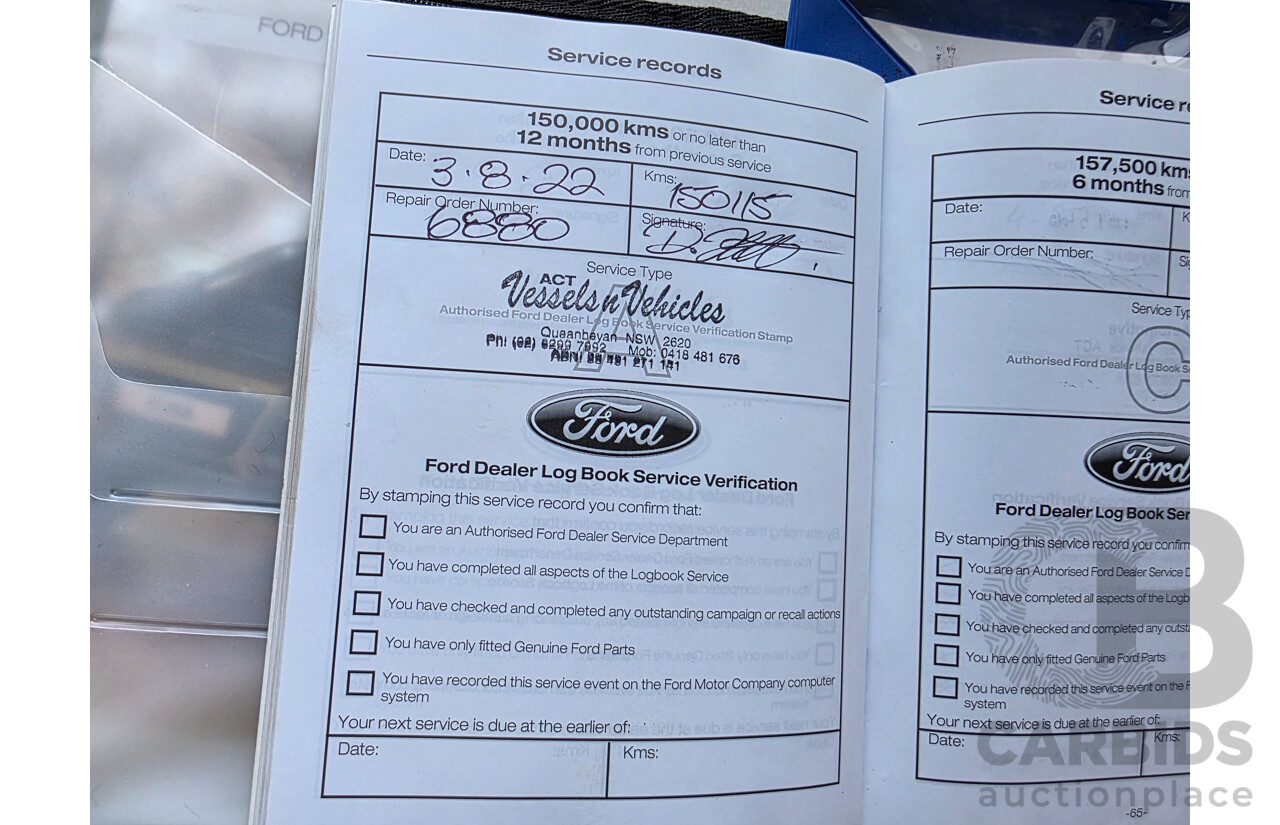 FORD
Service records
150,000 kms or no later than
12 months from previous service
Date: 3.8.22
Kms: 150115
Repair Order Number: 6880
Signature:
Service Type
A
ACT
Vessels n Vehicles
Authorised Ford Dealer Log Book Service Verification Stamp
Queanbeyan NSW 2620
Ph: (02) 6299 7992 Mob: 0418 481 676
Ford
Ford Dealer Log Book Service Verification
By stamping this service record you confirm that:
You are an Authorised Ford Dealer Service Department
You have completed all aspects of the Logbook Service
You have checked and completed any outstanding campaign or recall actions
You have only fitted Genuine Ford Parts
You have recorded this service event on the Ford Motor Company computer
system
Your next service is due at the earlier of:
Date:
Kms:
Service re
157,500 kms
6 months from
Date:
K
Repair Order Number:
Si
Service Typ
C
Authorised Ford Dealer Log Book S
Ford
Ford Dealer Log Book Ser
By stamping this service record you confirm
You are an Authorised Ford Dealer Service D
You have completed all aspects of the Logb
You have checked and completed any outsta
You have only fitted Genuine Ford Parts
You have recorded this service event on the F
system
Your next service is due at the earlier of:
Date:
Kms:
-65-
CB
CARBIDS
auctionplace